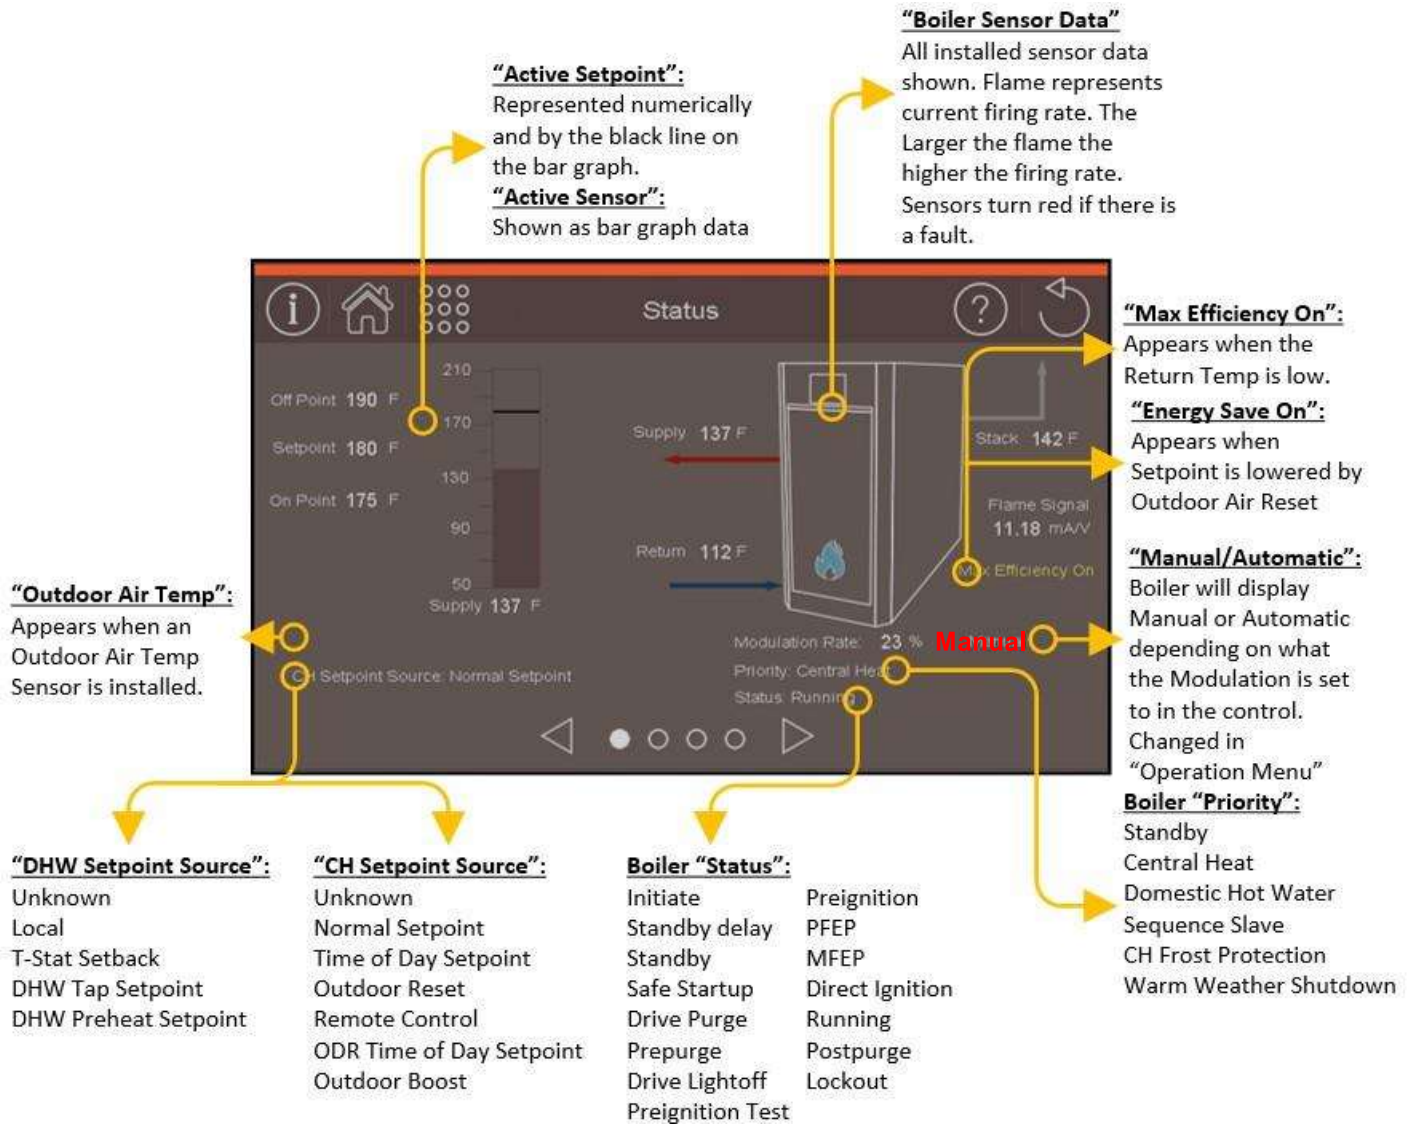 “Boiler Sensor Data”
All installed sensor data
shown. Flame represents
current firing rate. The
Larger the flame the
higher the firing rate.
Sensors turn red if there is
a fault.
“Active Setpoint”:
Represented numerically
and by the black line on
the bar graph.
“Active Sensor”:
Shown as bar graph data
i
Status
?
210
170
130
90
50
Off Point 190 F
Setpoint 180 F
On Point 175 F
Supply 137 F
Supply 137 F
Return 112 F
Stack 142 F
Flame Signal
11.18 mA/V
Max Efficiency On
Modulation Rate: 23 % Manual
Priority: Central Heat
Status: Running
CH Setpoint Source: Normal Setpoint
“Max Efficiency On”:
Appears when the
Return Temp is low.
“Energy Save On”:
Appears when
Setpoint is lowered by
Outdoor Air Reset
“Manual/Automatic”:
Boiler will display
Manual or Automatic
depending on what
the Modulation is set
to in the control.
Changed in
“Operation Menu”
Boiler “Priority”:
Standby
Central Heat
Domestic Hot Water
Sequence Slave
CH Frost Protection
Warm Weather Shutdown
“Outdoor Air Temp”:
Appears when an
Outdoor Air Temp
Sensor is installed.
“DHW Setpoint Source”:
Unknown
Local
T-Stat Setback
DHW Tap Setpoint
DHW Preheat Setpoint
“CH Setpoint Source”:
Unknown
Normal Setpoint
Time of Day Setpoint
Outdoor Reset
Remote Control
ODR Time of Day Setpoint
Outdoor Boost
Boiler “Status”:
Initiate
Standby delay
Standby
Safe Startup
Drive Purge
Prepurge
Drive Lightoff
Preignition Test
Preignition
PFEP
MFEP
Direct Ignition
Running
Postpurge
Lockout